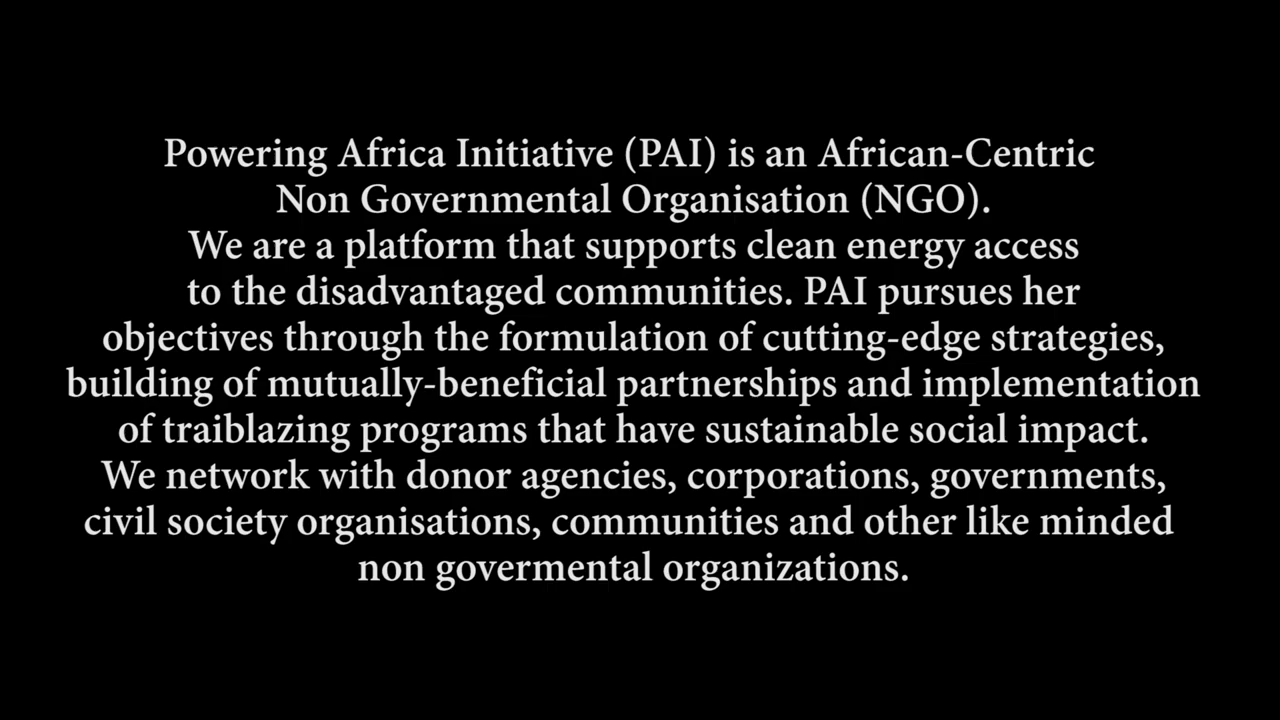 Powering Africa Initiative (PAI) is an African-Centric
Non Governmental Organisation (NGO).
We are a platform that supports clean energy access
to the disadvantaged communities. PAI pursues her
objectives through the formulation of cutting-edge strategies,
building of mutually-beneficial partnerships and implementation
of traiblazing programs that have sustainable social impact.
We network with donor agencies, corporations, governments,
civil society organisations, communities and other like minded
non govermental organizations.